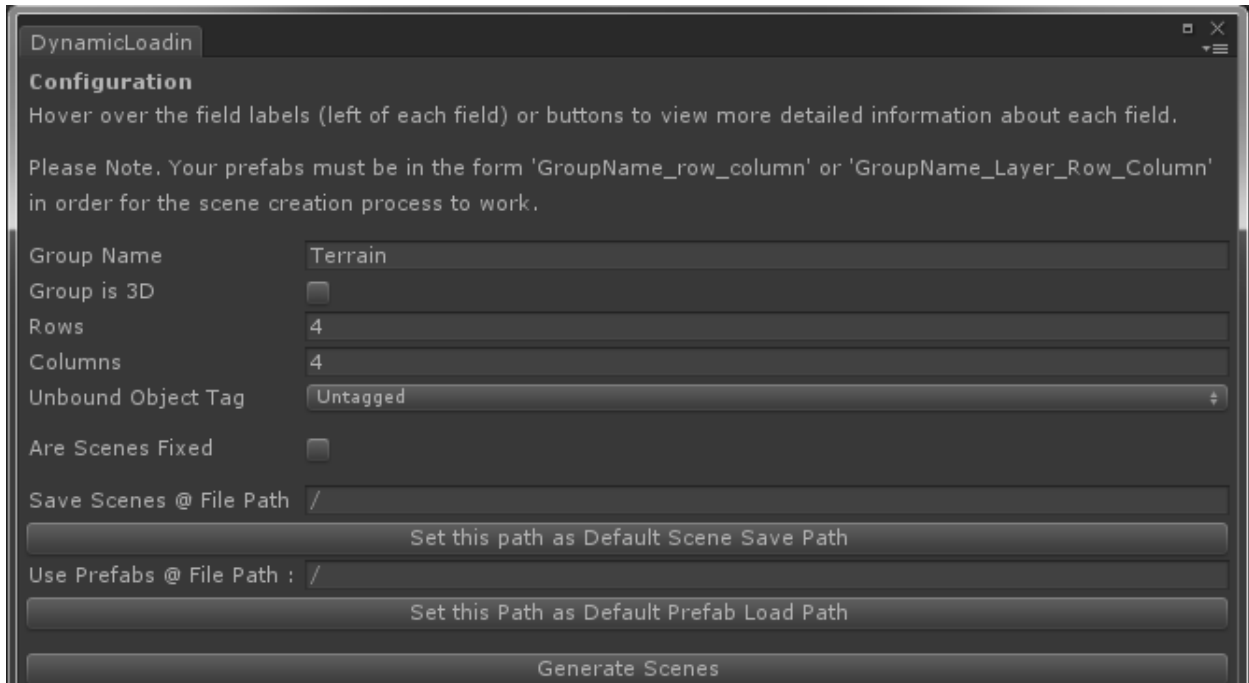 DynamicLoadin
Configuration
Hover over the field labels (left of each field) or buttons to view more detailed information about each field.
Please Note. Your prefabs must be in the form 'GroupName_row_column' or 'GroupName_Layer_Row_Column'
in order for the scene creation process to work.
Group Name Terrain
Group is 3D
Rows 4
Columns 4
Unbound Object Tag Untagged
Are Scenes Fixed
Save Scenes @ File Path /
Set this path as Default Scene Save Path
Use Prefabs @ File Path : /
Set this Path as Default Prefab Load Path
Generate Scenes